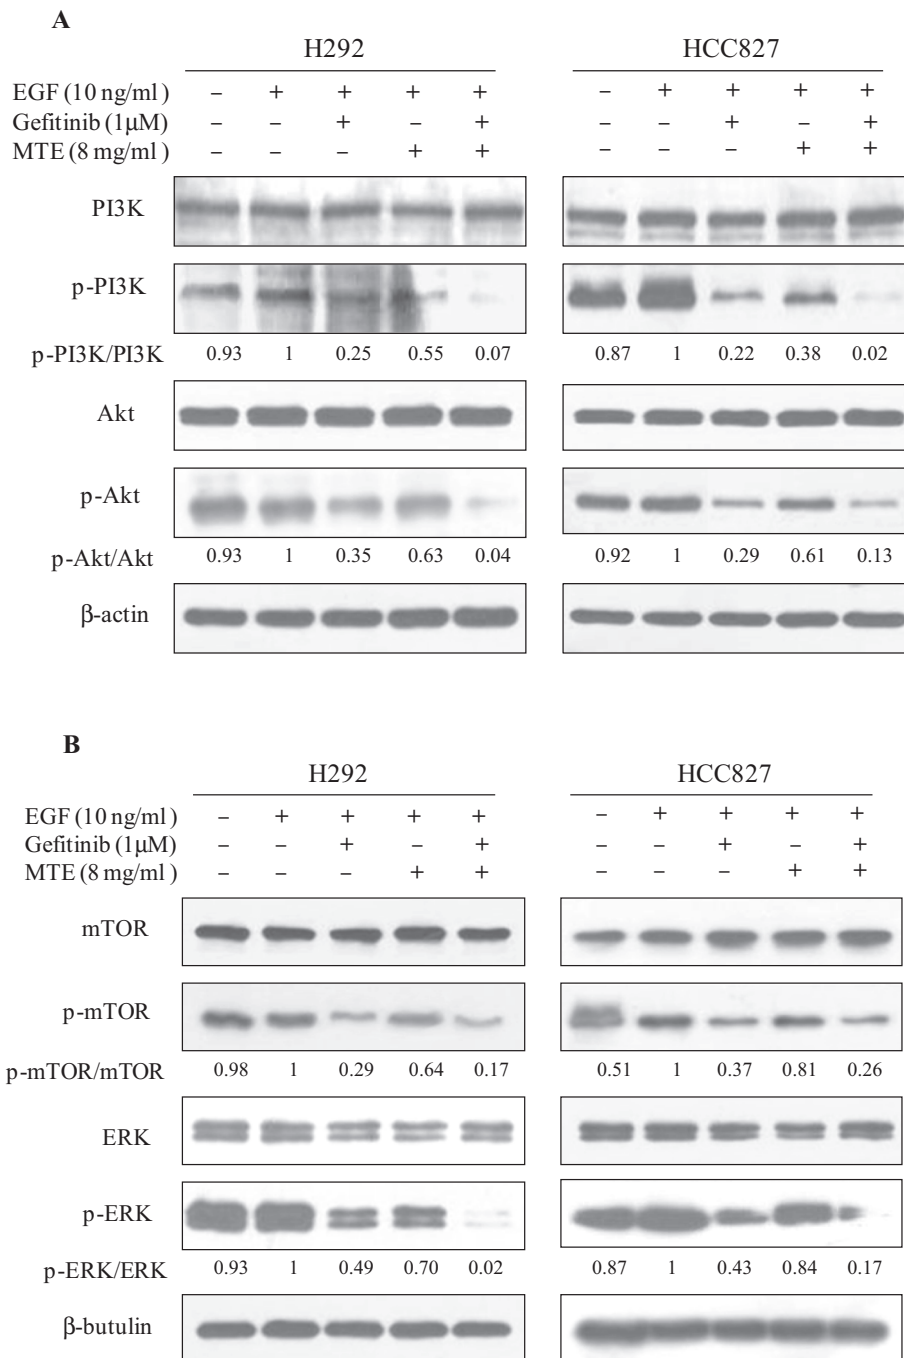 A
H292 HCC827
EGF (10 ng/ml) – + + + + – + + + +
Gefitinib (1μM) – – + – + – – + – +
MTE (8 mg/ml) – – – + + – – – + +
PI3K
p-PI3K
p-PI3K/PI3K 0.93 1 0.25 0.55 0.07 0.87 1 0.22 0.38 0.02
Akt
p-Akt
p-Akt/Akt 0.93 1 0.35 0.63 0.04 0.92 1 0.29 0.61 0.13
β-actin
B
H292 HCC827
EGF (10 ng/ml) – + + + + – + + + +
Gefitinib (1μM) – – + – + – – + – +
MTE (8 mg/ml) – – – + + – – – + +
mTOR
p-mTOR
p-mTOR/mTOR 0.98 1 0.29 0.64 0.17 0.51 1 0.37 0.81 0.26
ERK
p-ERK
p-ERK/ERK 0.93 1 0.49 0.70 0.02 0.87 1 0.43 0.84 0.17
β-butulin